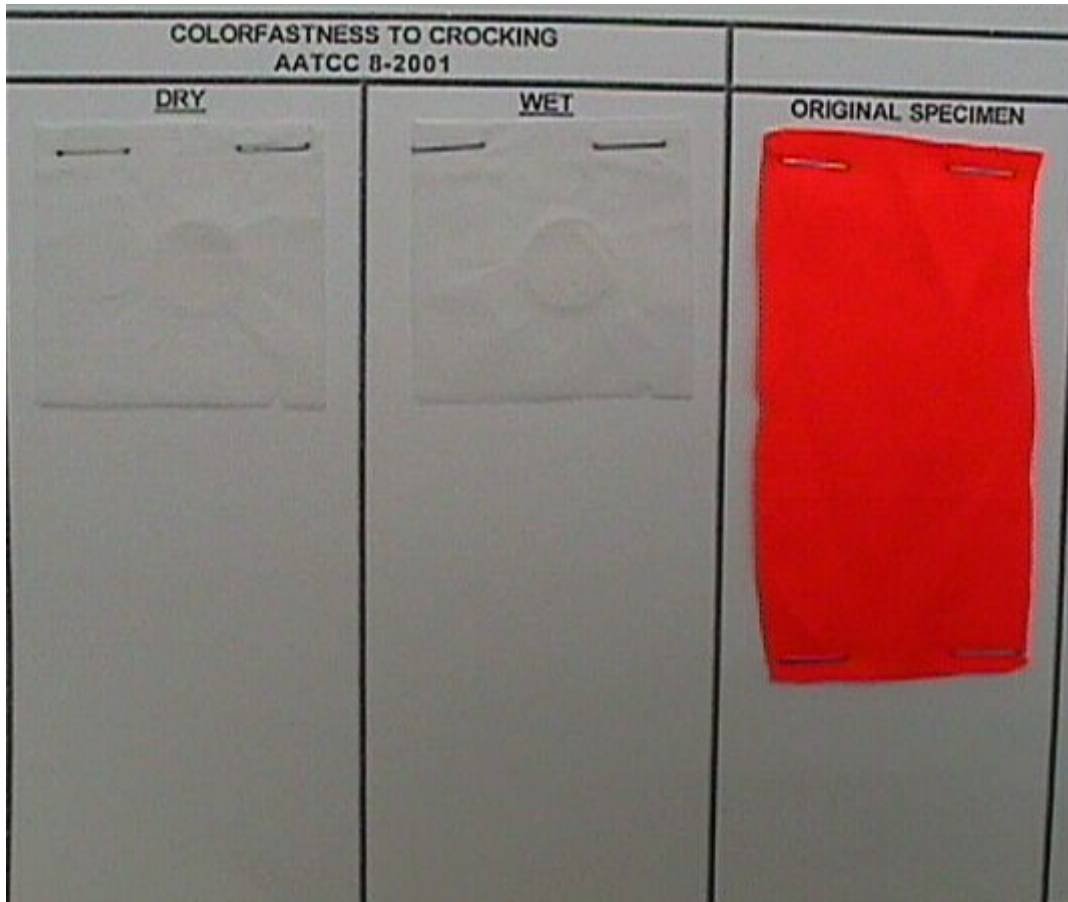 COLORFASTNESS TO CROCKING
AATCC 8-2001
DRY
WET
ORIGINAL SPECIMEN